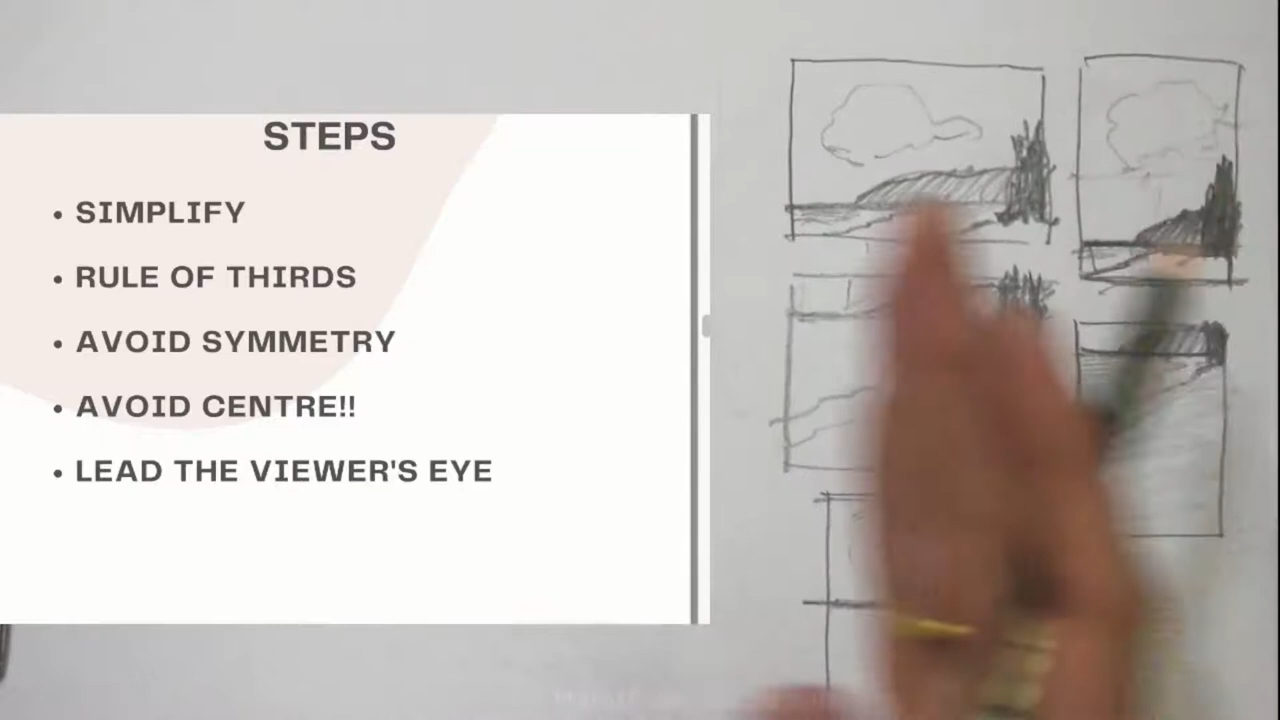 STEPS
• SIMPLIFY
• RULE OF THIRDS
• AVOID SYMMETRY
• AVOID CENTRE!!
• LEAD THE VIEWER'S EYE